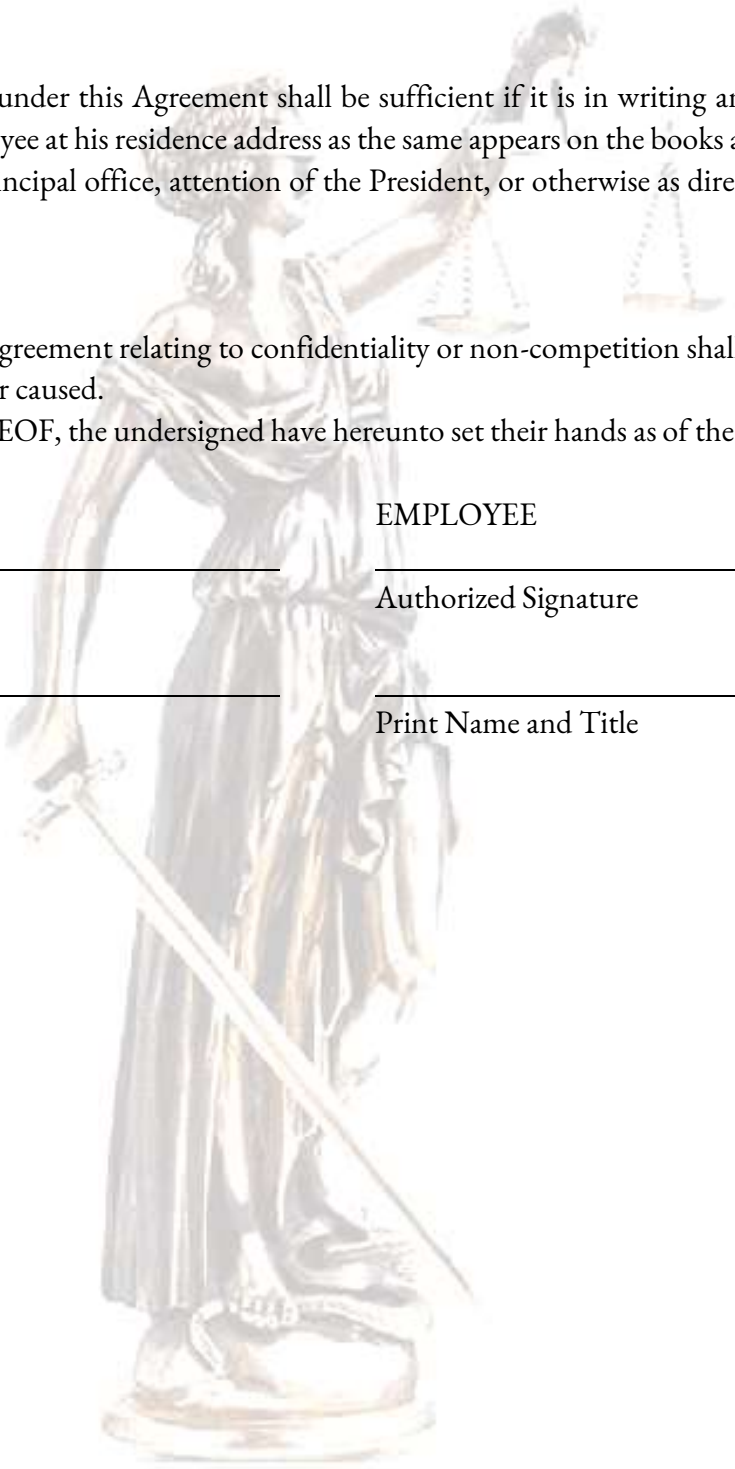 under this Agreement shall be sufficient if it is in writing
yee at his residence address as the same appears on the books
ncipal office, attention of the President, or otherwise as dire
greement relating to confidentiality or non-competition shal
r caused.
EOF, the undersigned have hereunto set their hands as of the
EMPLOYEE
Authorized Signature
Print Name and Title